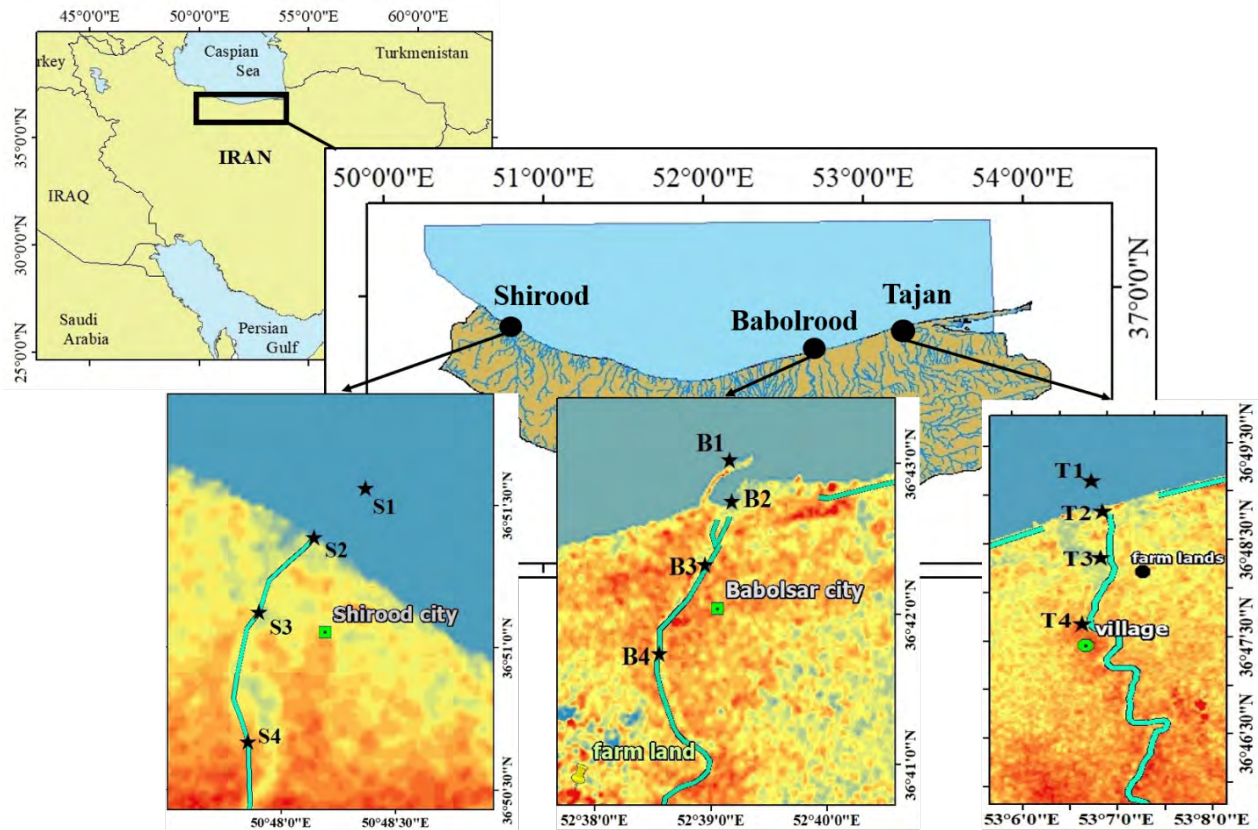 45°0'0"E 50°0'0"E 55°0'0"E 60°0'0"E
Caspian
Sea
Turkmenistan
rkey
IRAN
IRAQ
Saudi
Arabia
Persian
Gulf
35°0'0"N
30°0'0"N
25°0'0"N
50°0'0"E 51°0'0"E 52°0'0"E 53°0'0"E 54°0'0"E
37°0'0"N
Shirood
Babolrood
Tajan
S1
S2
S3
Shirood city
S4
36°51'30"N
36°51'0"N
36°50'30"N
50°48'0"E 50°48'30"E
B1
B2
B3
Babolsar city
B4
farm land
36°43'0"N
36°42'0"N
36°41'0"N
52°38'0"E 52°39'0"E 52°40'0"E
T1
T2
T3
farm lands
T4
village
36°49'30"N
36°48'30"N
36°47'30"N
36°46'30"N
53°6'0"E 53°7'0"E 53°8'0"E